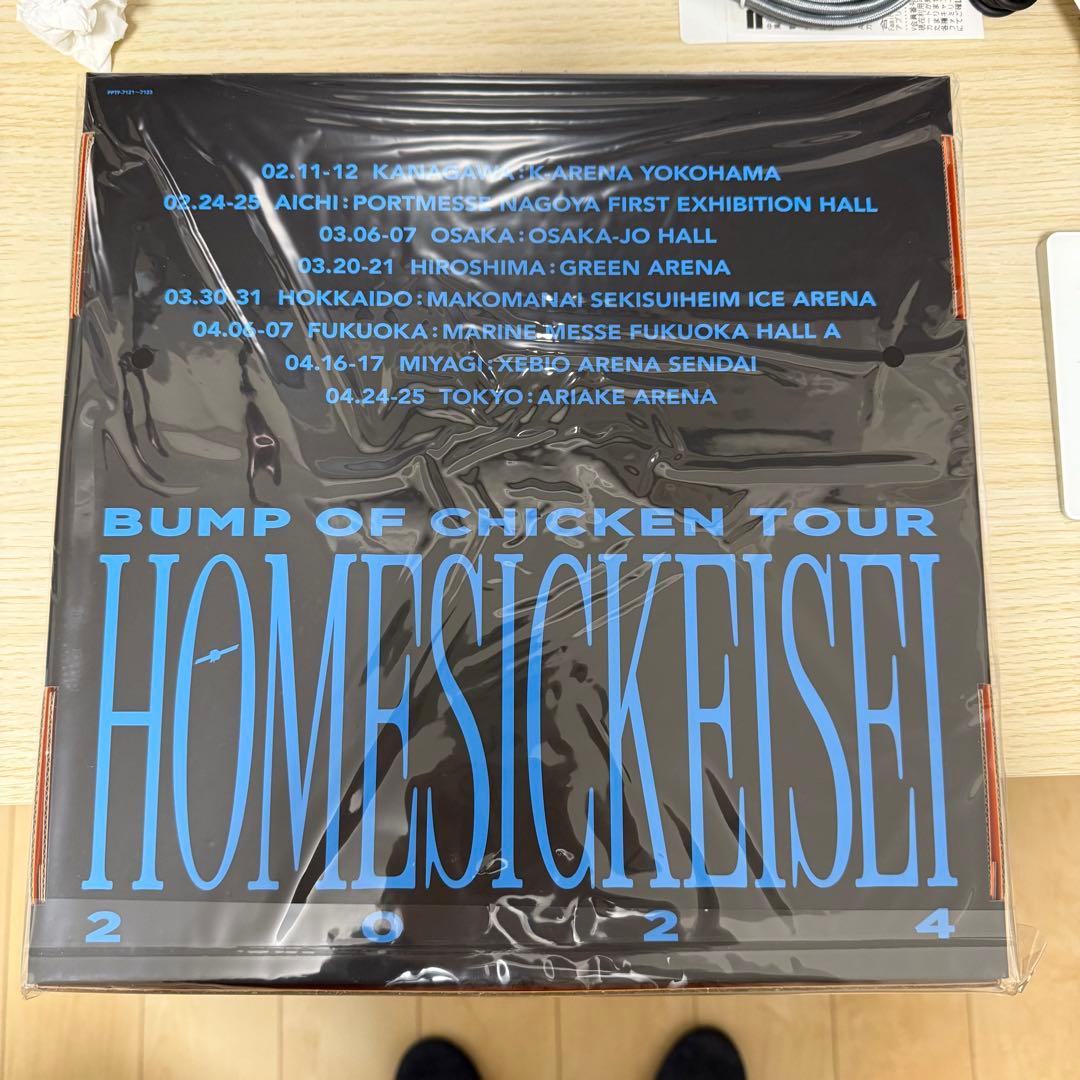 PPTF-7121~7123
02.11-12 KANAGAWA:K-ARENA YOKOHAMA
02.24-25 AICHI:PORTMESSE NAGOYA FIRST EXHIBITION HALL
03.06-07 OSAKA:OSAKA-JO HALL
03.20-21 HIROSHIMA:GREEN ARENA
03.30-31 HOKKAIDO:MAKOMANAI SEKISUIHEIM ICE ARENA
04.06-07 FUKUOKA:MARINE MESSE FUKUOKA HALL A
04.16-17 MIYAGI:XEBIO ARENA SENDAI
04.24-25 TOKYO:ARIAKE ARENA
BUMP OF CHICKEN TOUR
HOMESICKEISEI
2 0 2 4